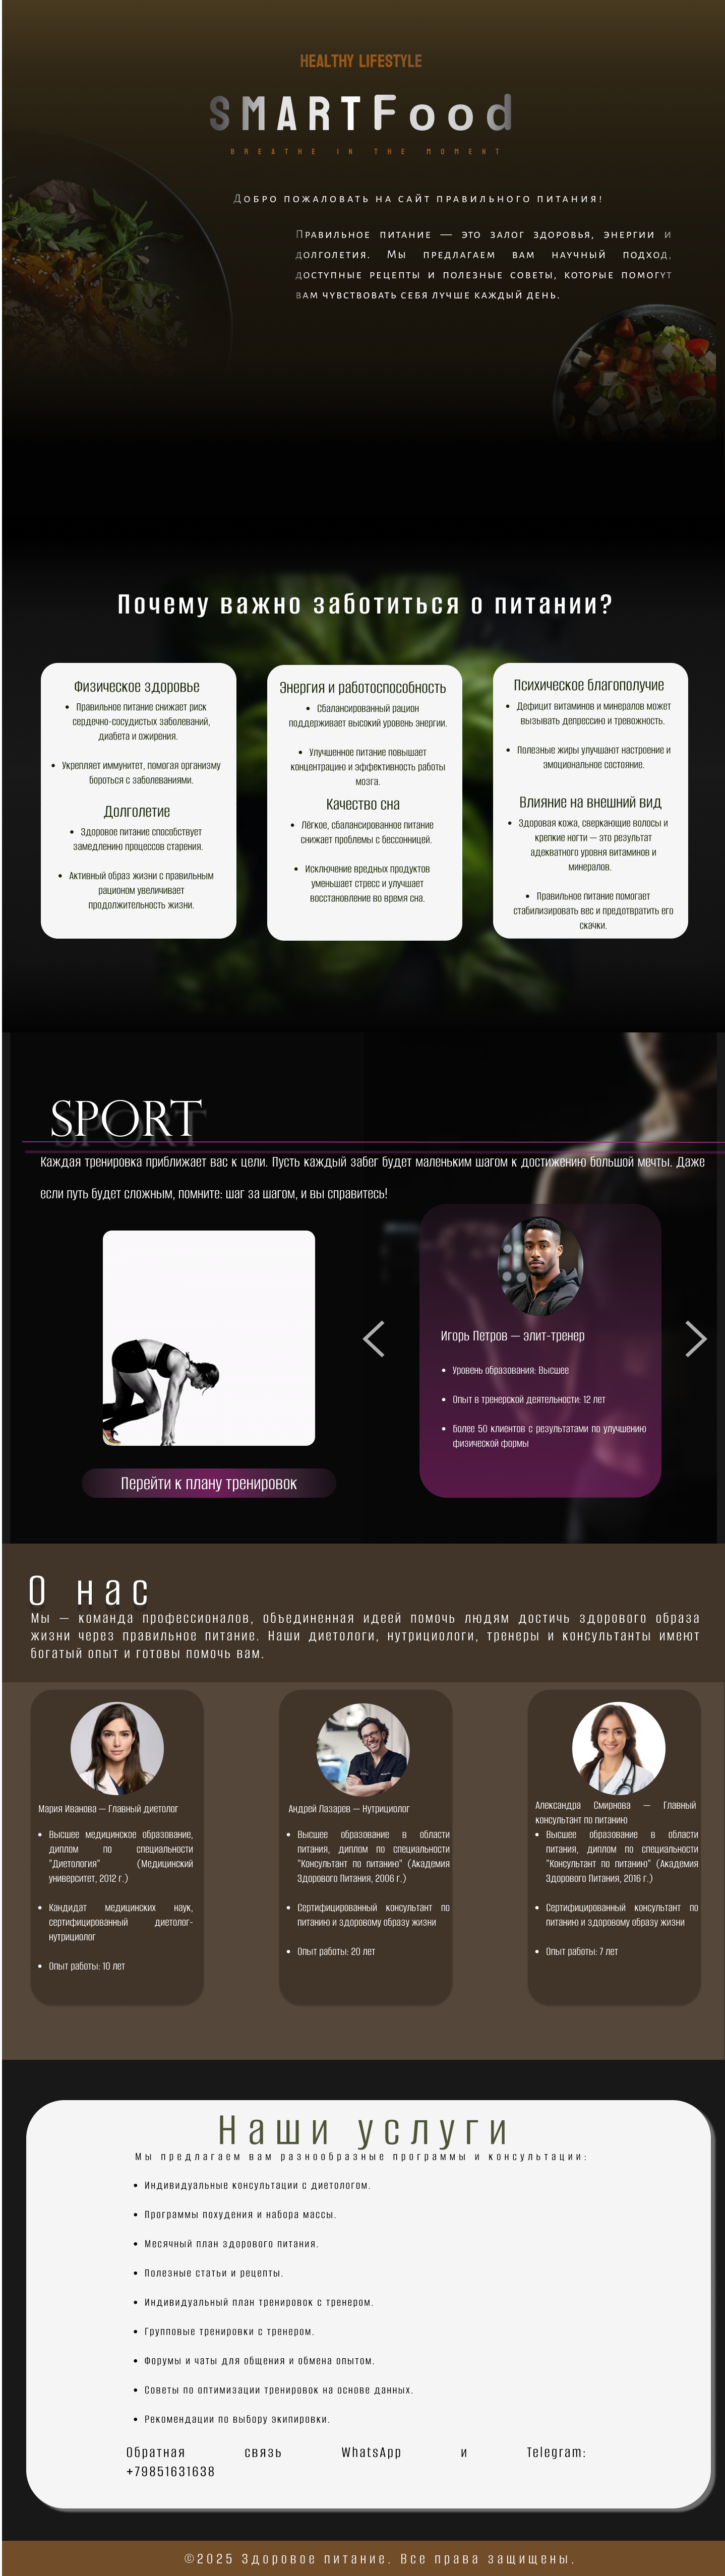 HEALTHY LIFESTYLE
SMARTFood
BREATHE IN THE MOMENT
Добро пожаловать на сайт правильного питания!
Правильное питание — это залог здоровья, энергии и
долголетия. Мы предлагаем вам научный подход,
доступные рецепты и полезные советы, которые помогут
вам чувствовать себя лучше каждый день.
Почему важно заботиться о питании?
Физическое здоровье
• Правильное питание снижает риск
сердечно-сосудистых заболеваний,
диабета и ожирения.
• Укрепляет иммунитет, помогая организму
бороться с заболеваниями.
Долголетие
• Здоровое питание способствует
замедлению процессов старения.
• Активный образ жизни с правильным
рационом увеличивает
продолжительность жизни.
Энергия и работоспособность
• Сбалансированный рацион
поддерживает высокий уровень энергии.
• Улучшенное питание повышает
концентрацию и эффективность работы
мозга.
Качество сна
• Лёгкое, сбалансированное питание
снижает проблемы с бессонницей.
• Исключение вредных продуктов
уменьшает стресс и улучшает
восстановление во время сна.
Психическое благополучие
• Дефицит витаминов и минералов может
вызывать депрессию и тревожность.
• Полезные жиры улучшают настроение и
эмоциональное состояние.
Влияние на внешний вид
• Здоровая кожа, сверкающие волосы и
крепкие ногти — это результат
адекватного уровня витаминов и
минералов.
• Правильное питание помогает
стабилизировать вес и предотвратить его
скачки.
SPORT
Каждая тренировка приближает вас к цели. Пусть каждый забег будет маленьким шагом к достижению большой мечты. Даже
если путь будет сложным, помните: шаг за шагом, и вы справитесь!
Перейти к плану тренировок
Игорь Петров — элит-тренер
• Уровень образования: Высшее
• Опыт в тренерской деятельности: 12 лет
• Более 50 клиентов с результатами по улучшению
физической формы
О нас
Мы — команда профессионалов, объединенная идеей помочь людям достичь здорового образа
жизни через правильное питание. Наши диетологи, нутрициологи, тренеры и консультанты имеют
богатый опыт и готовы помочь вам.
Мария Иванова — Главный диетолог
• Высшее медицинское образование,
диплом по специальности
"Диетология" (Медицинский
университет, 2012 г.)
• Кандидат медицинских наук,
сертифицированный диетолог-
нутрициолог
• Опыт работы: 10 лет
Андрей Лазарев — Нутрициолог
• Высшее образование в области
питания, диплом по специальности
"Консультант по питанию" (Академия
Здорового Питания, 2006 г.)
• Сертифицированный консультант по
питанию и здоровому образу жизни
• Опыт работы: 20 лет
Александра Смирнова — Главный
консультант по питанию
• Высшее образование в области
питания, диплом по специальности
"Консультант по питанию" (Академия
Здорового Питания, 2016 г.)
• Сертифицированный консультант по
питанию и здоровому образу жизни
• Опыт работы: 7 лет
Наши услуги
Мы предлагаем вам разнообразные программы и консультации:
• Индивидуальные консультации с диетологом.
• Программы похудения и набора массы.
• Месячный план здорового питания.
• Полезные статьи и рецепты.
• Индивидуальный план тренировок с тренером.
• Групповые тренировки с тренером.
• Форумы и чаты для общения и обмена опытом.
• Советы по оптимизации тренировок на основе данных.
• Рекомендации по выбору экипировки.
Обратная связь WhatsApp и Telegram:
+79851631638
©2025 Здоровое питание. Все права защищены.